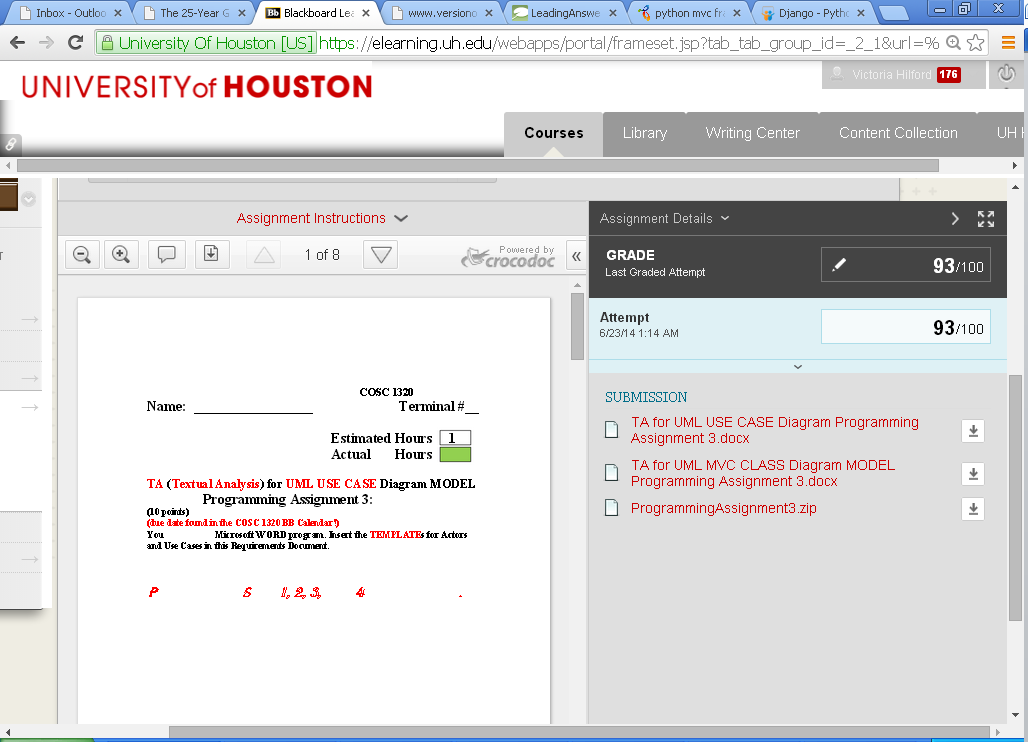 Inbox - Outloo
The 25-Year G
Blackboard Lea
www.versiono
LeadingAnswe
python mvc fra
Django - Pytho
University Of Houston [US] https://elearning.uh.edu/webapps/portal/frameset.jsp?tab_tab_group_id=_2_1&url=%
UNIVERSITY of HOUSTON
Victoria Hilford 176
Courses Library Writing Center Content Collection UH
Assignment Instructions
1 of 8
Powered by
crocodoc
«
COSC 1320
Name: ________________ Terminal #__
Estimated Hours 1
Actual Hours
TA (Textual Analysis) for UML USE CASE Diagram MODEL
Programming Assignment 3:
(10 points)
(due date found in the COSC 1320 BB Calendar!)
You Microsoft WORD program. Insert the TEMPLATEs for Actors
and Use Cases in this Requirements Document.
P S 1, 2, 3, 4 .
Assignment Details
GRADE
Last Graded Attempt
93/100
Attempt
6/23/14 1:14 AM
93/100
SUBMISSION
TA for UML USE CASE Diagram Programming
Assignment 3.docx
TA for UML MVC CLASS Diagram MODEL
Programming Assignment 3.docx
ProgrammingAssignment3.zip